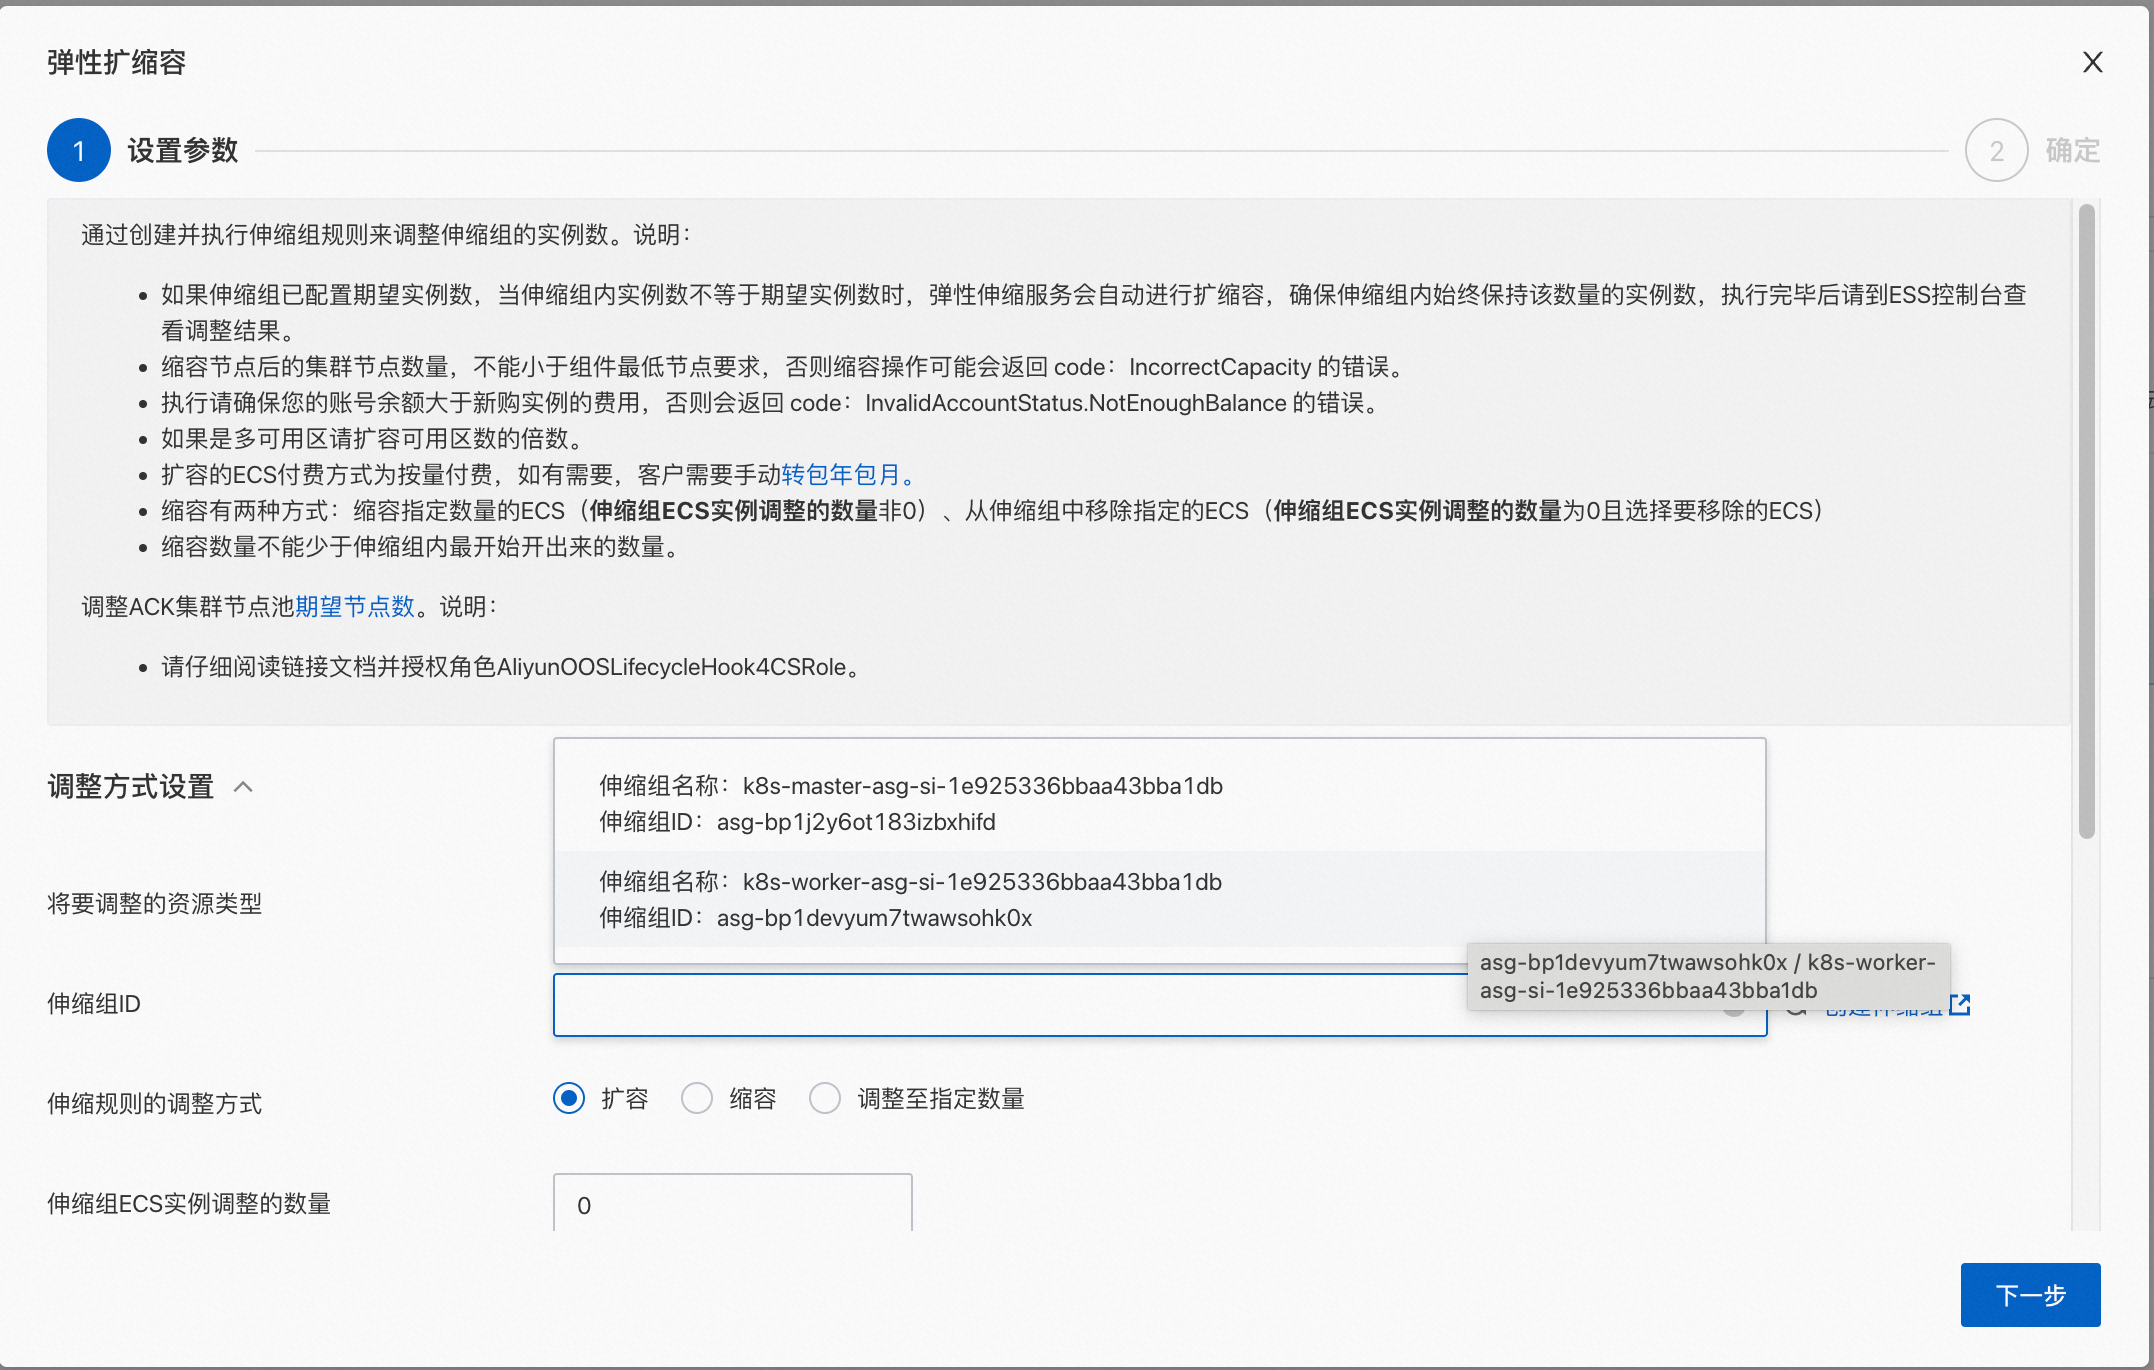 弹性扩缩容
1 设置参数
2 确定
通过创建并执行伸缩组规则来调整伸缩组的实例数。说明：
如果伸缩组已配置期望实例数，当伸缩组内实例数不等于期望实例数时，弹性伸缩服务会自动进行扩缩容，确保伸缩组内始终保持该数量的实例数，执行完毕后请到ESS控制台查
看调整结果。
缩容节点后的集群节点数量，不能小于组件最低节点要求，否则缩容操作可能会返回 code：IncorrectCapacity 的错误。
执行请确保您的账号余额大于新购实例的费用，否则会返回 code：InvalidAccountStatus.NotEnoughBalance 的错误。
如果是多可用区请扩容可用区数的倍数。
扩容的ECS付费方式为按量付费，如有需要，客户需要手动转包年包月。
缩容有两种方式：缩容指定数量的ECS（伸缩组ECS实例调整的数量非0）、从伸缩组中移除指定的ECS（伸缩组ECS实例调整的数量为0且选择要移除的ECS）
缩容数量不能少于伸缩组内最开始开出来的数量。
调整ACK集群节点池期望节点数。说明：
请仔细阅读链接文档并授权角色AliyunOOSLifecycleHook4CSRole。
调整方式设置
伸缩组名称：k8s-master-asg-si-1e925336bbaa43bba1db
伸缩组ID：asg-bp1j2y6ot183izbxhifd
伸缩组名称：k8s-worker-asg-si-1e925336bbaa43bba1db
伸缩组ID：asg-bp1devyum7twawsohk0x
将要调整的资源类型
asg-bp1devyum7twawsohk0x / k8s-worker-
asg-si-1e925336bbaa43bba1db
伸缩组ID
创建伸缩组
伸缩规则的调整方式
扩容 缩容 调整至指定数量
伸缩组ECS实例调整的数量
0
下一步